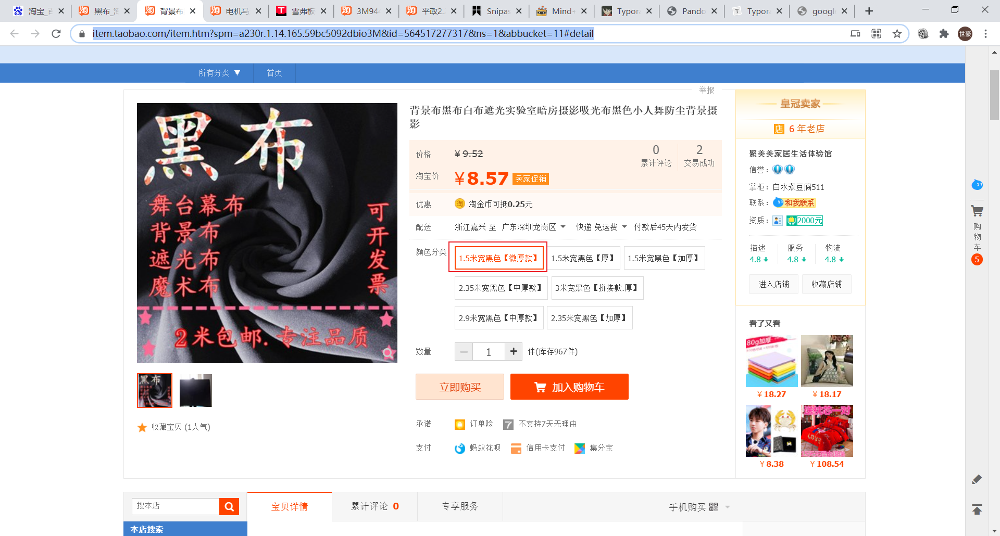 淘宝_百
黑布_淘
背景布
电机马
雪弗板
3M94
平政2.
Snipas
Mind+
Typora
Pando
Typora
google
item.taobao.com/item.htm?spm=a230r.1.14.165.59bc5092dbio3M&id=564517277317&ns=1&abbucket=11#detail
世豪
所有分类 ▼
首页
举报
黑布
舞台幕布
背景布
遮光布
魔术布
可开发票
2米包邮.专注品质
收藏宝贝 (1人气)
背景布黑布白布遮光实验室暗房摄影吸光布黑色小人舞防尘背景摄
影
价格 ¥ 9.52
0
累计评论
2
交易成功
淘宝价 ¥8.57 卖家促销
优惠 淘 淘金币可抵0.25元
配送 浙江嘉兴 至 广东深圳龙岗区 快递 免运费 付款后45天内发货
颜色分类 1.5米宽黑色【微厚款】 1.5米宽黑色【厚】 1.5米宽黑色【加厚】
2.35米宽黑色【中厚款】 3米宽黑色【拼接款.厚】
2.9米宽黑色【中厚款】 2.35米宽黑色【加厚】
数量 1 件(库存967件)
立即购买 加入购物车
承诺 订单险 7 不支持7天无理由
支付 蚂蚁花呗 信用卡支付 集分宝
皇冠卖家
店 6 年老店
聚美美家居生活体验馆
信誉：
掌柜：白水煮豆腐511
联系：和我联系
资质：2000元
描述 服务 物流
4.8 4.8 4.8
进入店铺 收藏店铺
看了又看
80g加厚
¥ 18.27 ¥ 18.17
送枕芯一对
LOVE
¥ 8.38 ¥ 108.54
购物车
5
搜本店
宝贝详情 累计评论 0 专享服务 手机购买
本店搜索